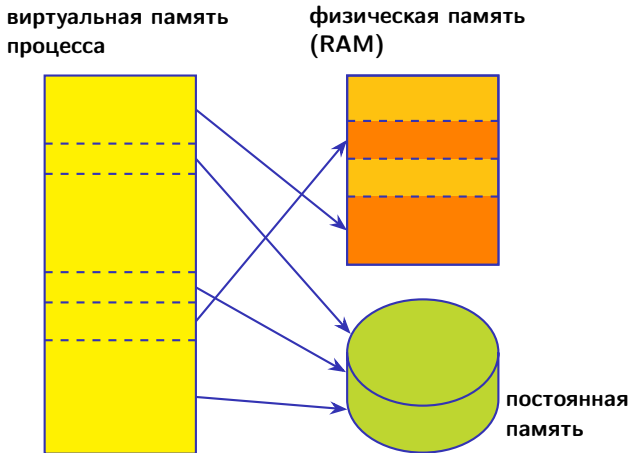 виртуальная память
процесса
физическая память
(RAM)
постоянная
память